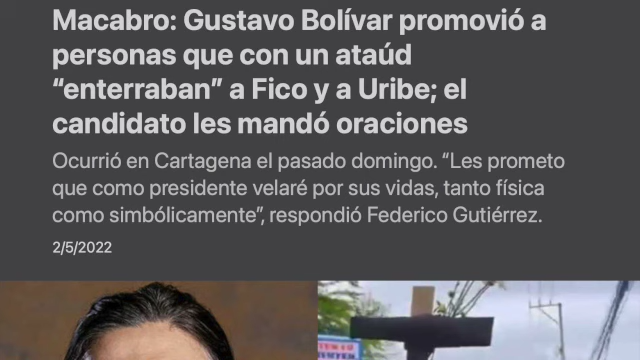 Macabro: Gustavo Bolívar promovió a
personas que con un ataúd
“enterraban” a Fico y a Uribe; el
candidato les mandó oraciones
Ocurrió en Cartagena el pasado domingo. “Les prometo
que como presidente velaré por sus vidas, tanto física
como simbólicamente”, respondió Federico Gutiérrez.
2/5/2022